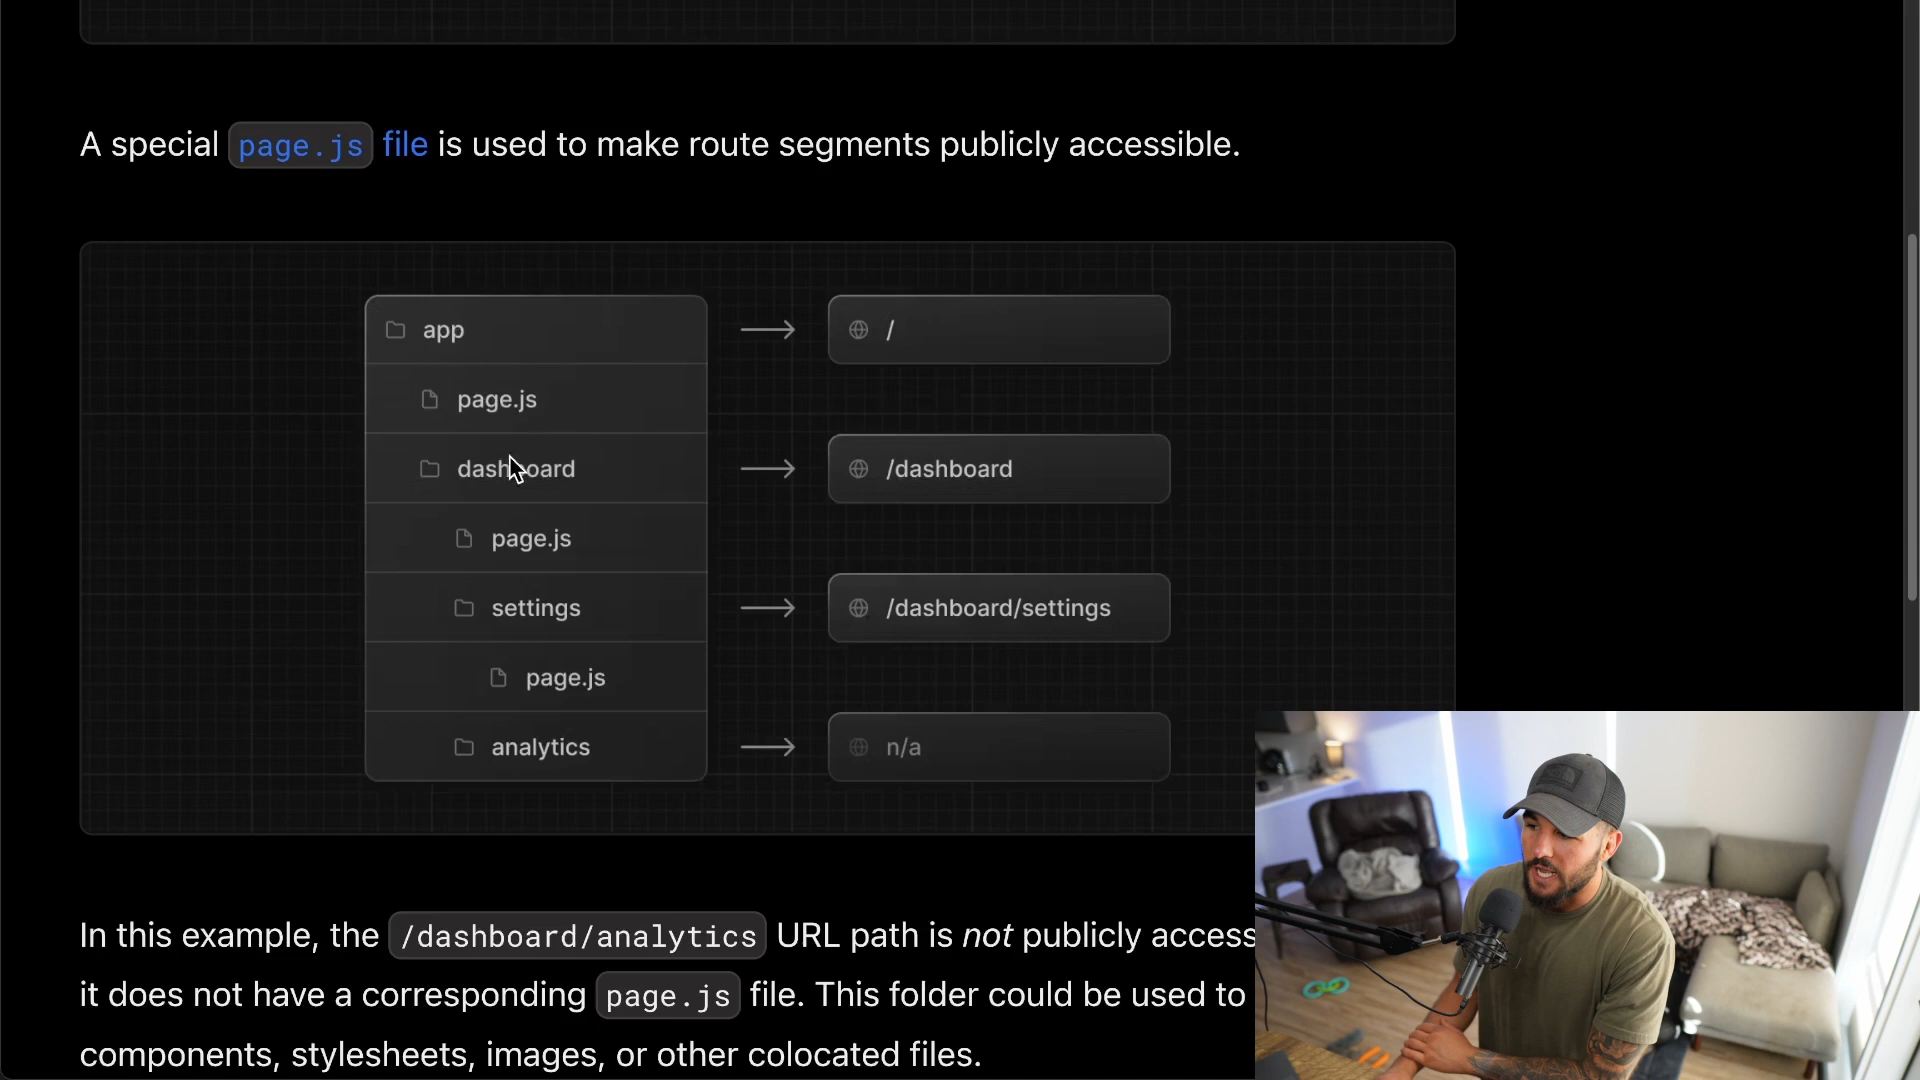 A special page.js file is used to make route segments publicly accessible.
app
/
page.js
dashboard
/dashboard
page.js
settings
/dashboard/settings
page.js
analytics
n/a
In this example, the /dashboard/analytics URL path is not publicly
it does not have a corresponding page.js file. This folder could be used to
components, stylesheets, images, or other colocated files.